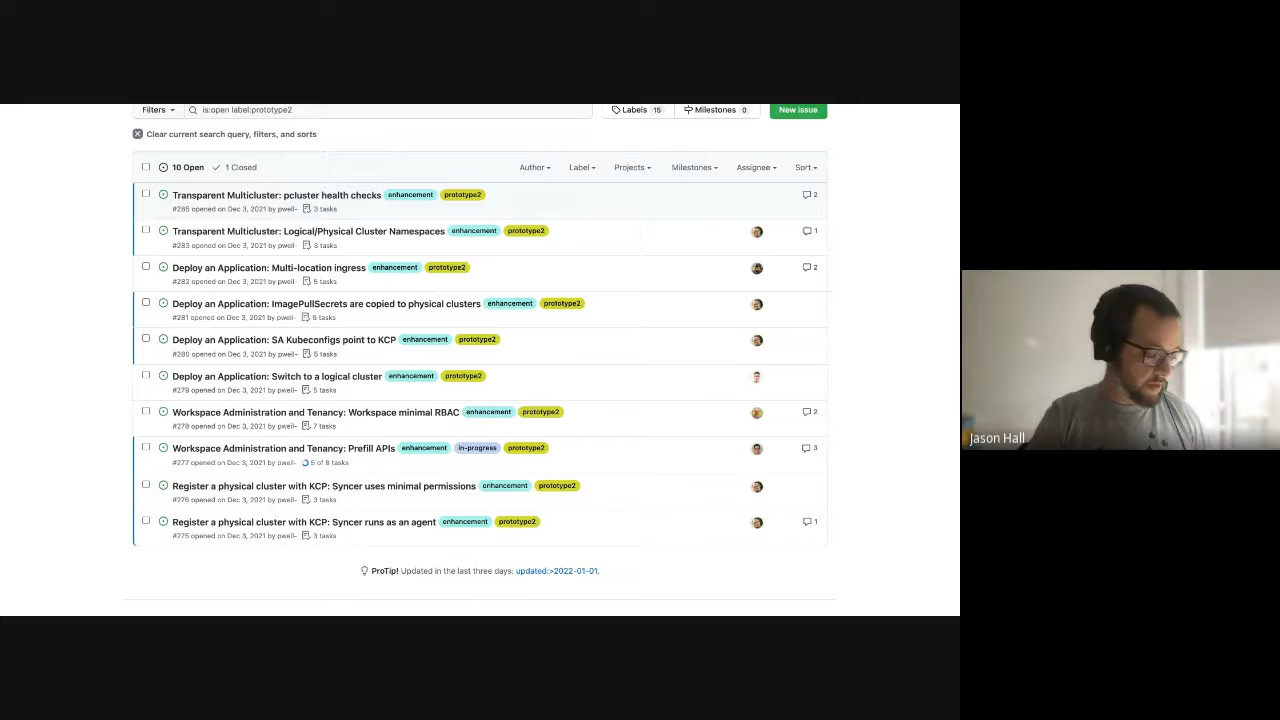 Filters
is:open label:prototype2
Labels 15
Milestones 0
New issue
Clear current search query, filters, and sorts
10 Open 1 Closed
Author Label Projects Milestones Assignee Sort
Transparent Multicluster: pcluster health checks enhancement prototype2 2
#285 opened on Dec 3, 2021 by pweil- 3 tasks
Transparent Multicluster: Logical/Physical Cluster Namespaces enhancement prototype2 1
#283 opened on Dec 3, 2021 by pweil- 3 tasks
Deploy an Application: Multi-location ingress enhancement prototype2 2
#282 opened on Dec 3, 2021 by pweil- 5 tasks
Deploy an Application: ImagePullSecrets are copied to physical clusters enhancement prototype2
#281 opened on Dec 3, 2021 by pweil- 5 tasks
Deploy an Application: SA Kubeconfigs point to KCP enhancement prototype2
#280 opened on Dec 3, 2021 by pweil- 5 tasks
Deploy an Application: Switch to a logical cluster enhancement prototype2
#279 opened on Dec 3, 2021 by pweil- 5 tasks
Workspace Administration and Tenancy: Workspace minimal RBAC enhancement prototype2 2
#278 opened on Dec 3, 2021 by pweil- 7 tasks
Workspace Administration and Tenancy: Prefill APIs enhancement in-progress prototype2 3
#277 opened on Dec 3, 2021 by pweil- 5 of 8 tasks
Register a physical cluster with KCP: Syncer uses minimal permissions enhancement prototype2
#276 opened on Dec 3, 2021 by pweil- 3 tasks
Register a physical cluster with KCP: Syncer runs as an agent enhancement prototype2 1
#275 opened on Dec 3, 2021 by pweil- 3 tasks
ProTip! Updated in the last three days: updated:>2022-01-01.
Jason Hall